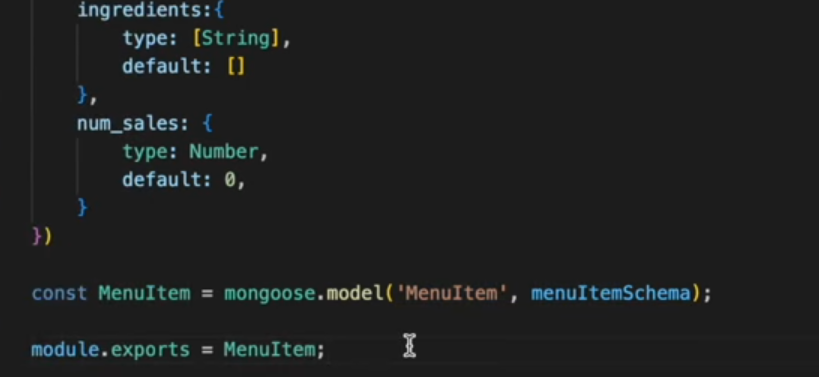 ingredients:{
type: [String],
default: []
},
num_sales: {
type: Number,
default: 0,
}
})
const MenuItem = mongoose.model('MenuItem', menuItemSchema);
module.exports = MenuItem;